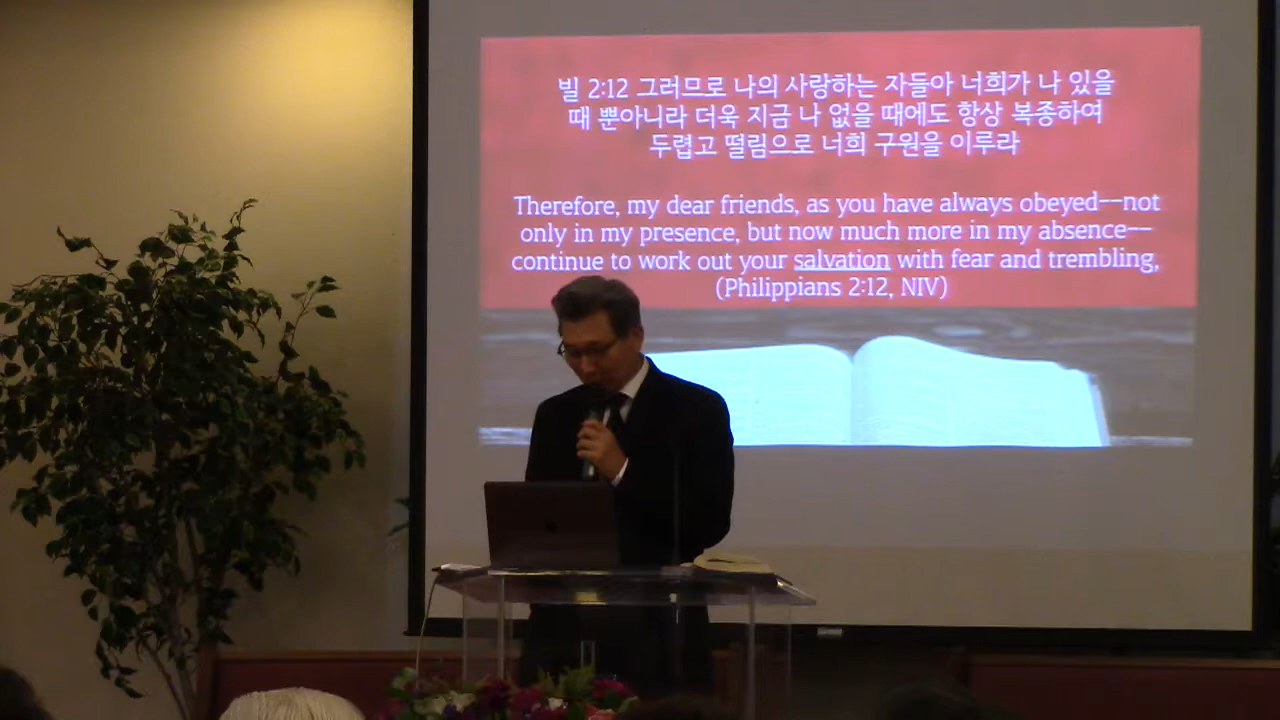 빌 2:12 그러므로 나의 사랑하는 자들아 너희가 나 있을
때 뿐아니라 더욱 지금 나 없을 때에도 항상 복종하여
두렵고 떨림으로 너희 구원을 이루라
Therefore, my dear friends, as you have always obeyed--not
only in my presence, but now much more in my absence--
continue to work out your salvation with fear and trembling,
(Philippians 2:12, NIV)